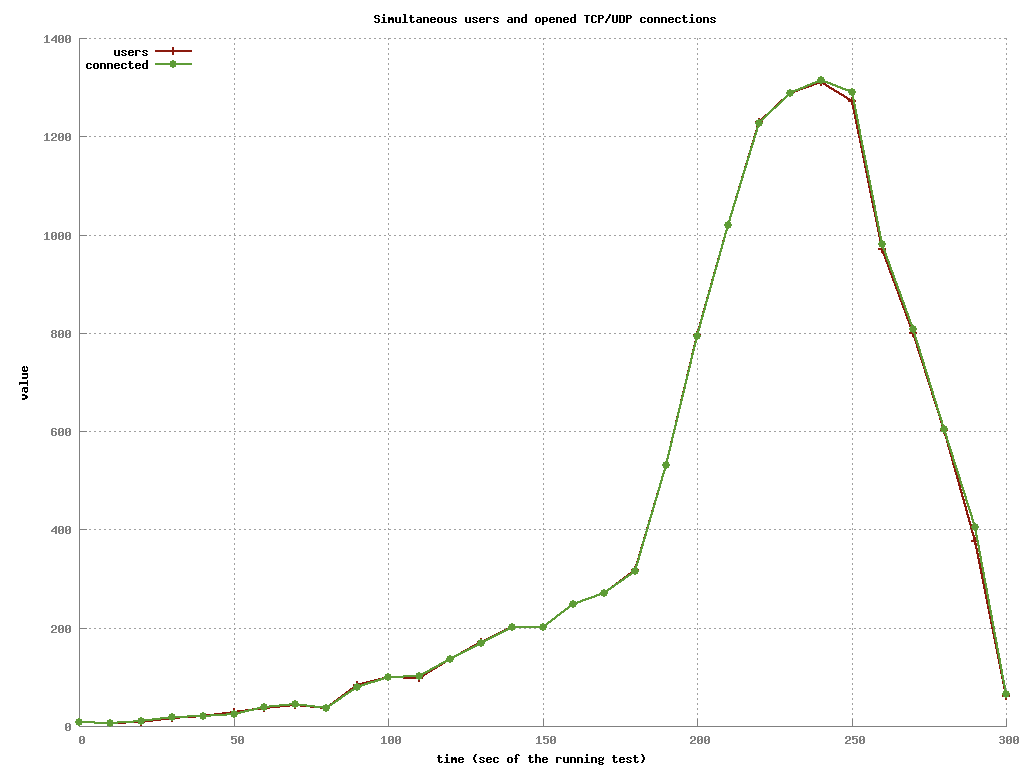 Simultaneous users and opened TCP/UDP connections
1400
users
connected
1200
1000
800
value
600
400
200
0
0 50 100 150 200 250 300
time (sec of the running test)